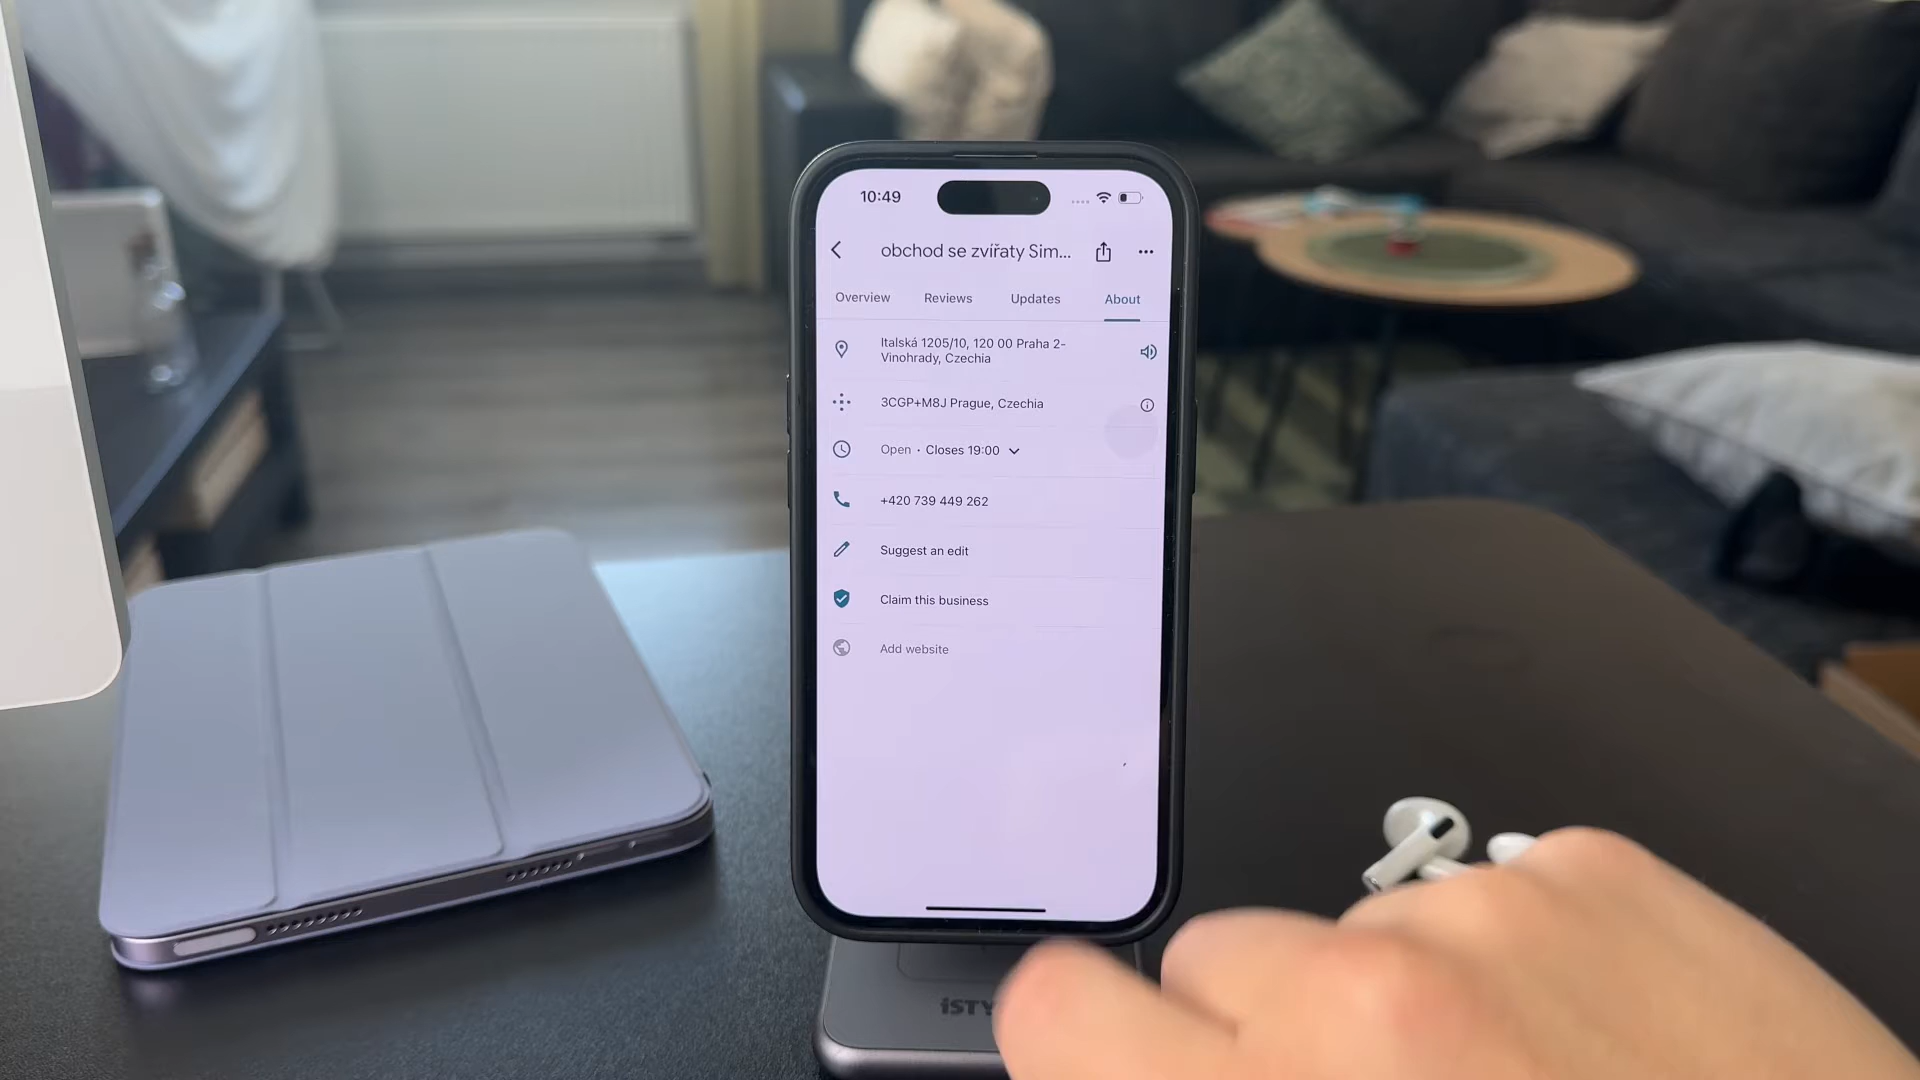 10:49
obchod se zvířaty Sim...
Overview Reviews Updates About
Italská 1205/10, 120 00 Praha 2-
Vinohrady, Czechia
3CGP+M8J Prague, Czechia
Open · Closes 19:00
+420 739 449 262
Suggest an edit
Claim this business
Add website
iSTY